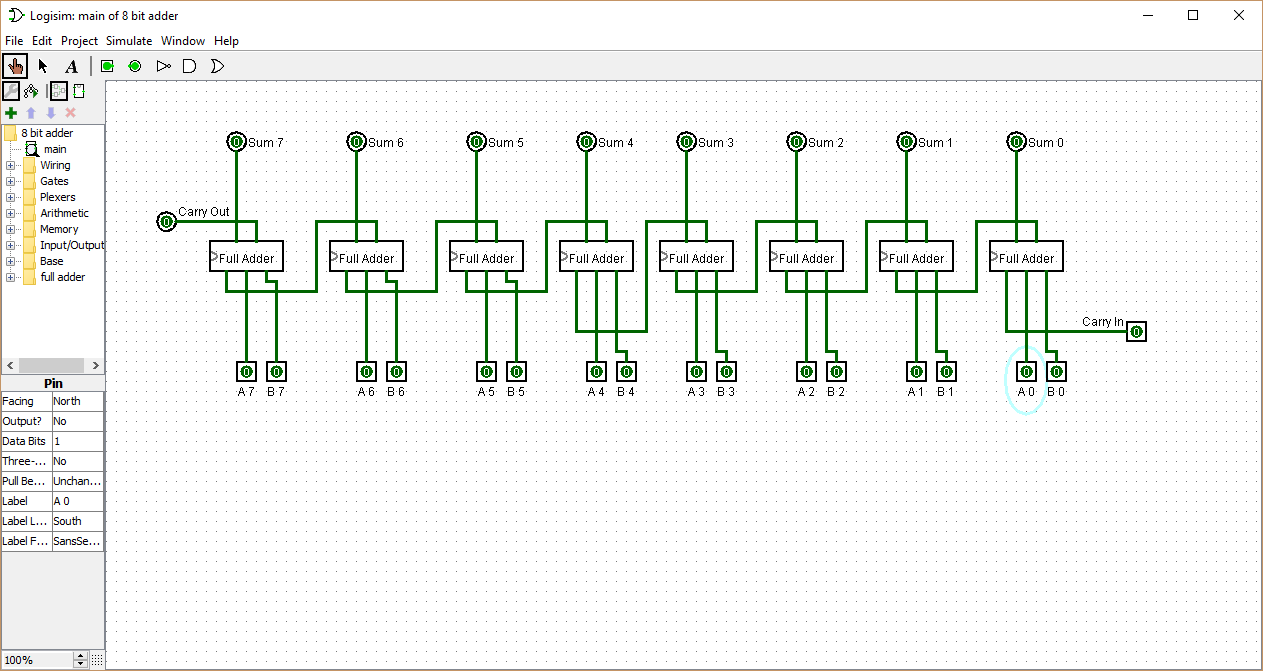 Logisim: main of 8 bit adder
File Edit Project Simulate Window Help
A
8 bit adder
main
Wiring
Gates
Plexers
Arithmetic
Memory
Input/Output
Base
full adder
Pin
Facing North
Output? No
Data Bits 1
Three-... No
Pull Be... Unchan...
Label A 0
Label L... South
Label F... SansSe...
100%
0 Sum 7 0 Sum 6 0 Sum 5 0 Sum 4 0 Sum 3 0 Sum 2 0 Sum 1 0 Sum 0
Carry Out
0
Full Adder Full Adder Full Adder Full Adder Full Adder Full Adder Full Adder Full Adder
Carry In
0
0 0 0 0 0 0 0 0 0 0 0 0 0 0 0 0
A 7 B 7 A 6 B 6 A 5 B 5 A 4 B 4 A 3 B 3 A 2 B 2 A 1 B 1 A 0 B 0